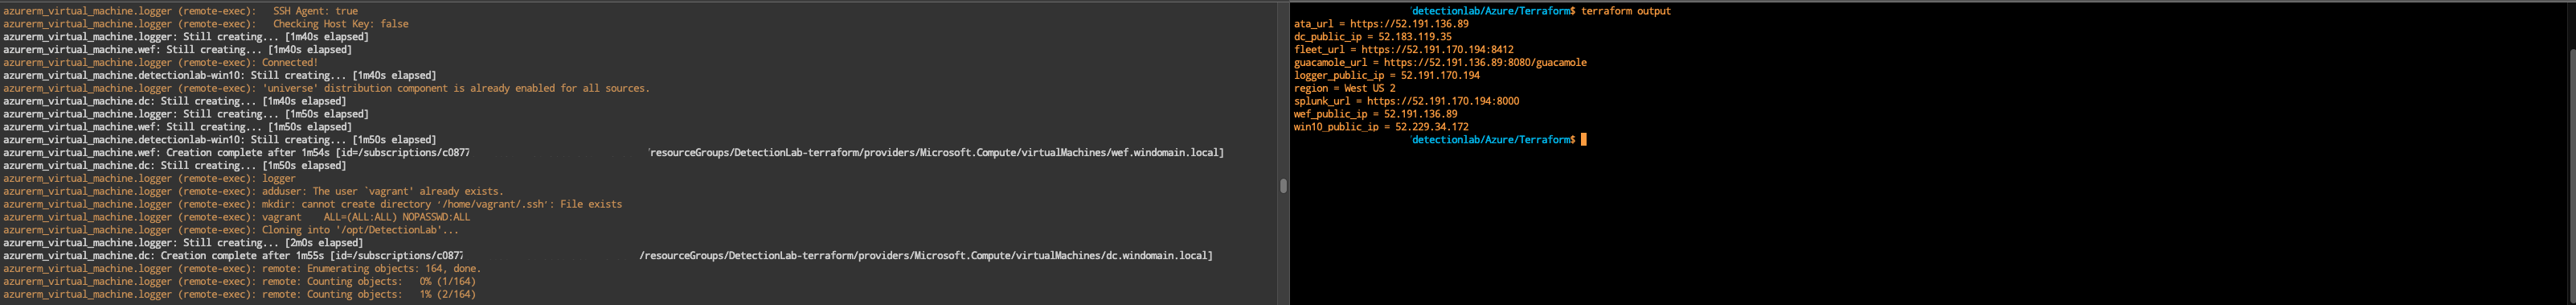 azurerm_virtual_machine.logger (remote-exec):   SSH Agent: true
azurerm_virtual_machine.logger (remote-exec):   Checking Host Key: false
azurerm_virtual_machine.logger: Still creating... [1m40s elapsed]
azurerm_virtual_machine.wef: Still creating... [1m40s elapsed]
azurerm_virtual_machine.logger (remote-exec): Connected!
azurerm_virtual_machine.detectionlab-win10: Still creating... [1m40s elapsed]
azurerm_virtual_machine.logger (remote-exec): 'universe' distribution component is already enabled for all sources.
azurerm_virtual_machine.dc: Still creating... [1m40s elapsed]
azurerm_virtual_machine.logger: Still creating... [1m50s elapsed]
azurerm_virtual_machine.wef: Still creating... [1m50s elapsed]
azurerm_virtual_machine.detectionlab-win10: Still creating... [1m50s elapsed]
azurerm_virtual_machine.wef: Creation complete after 1m54s [id=/subscriptions/c0877 resourceGroups/DetectionLab-terraform/providers/Microsoft.Compute/virtualMachines/wef.windomain.local]
azurerm_virtual_machine.dc: Still creating... [1m50s elapsed]
azurerm_virtual_machine.logger (remote-exec): logger
azurerm_virtual_machine.logger (remote-exec): adduser: The user `vagrant' already exists.
azurerm_virtual_machine.logger (remote-exec): mkdir: cannot create directory '/home/vagrant/.ssh': File exists
azurerm_virtual_machine.logger (remote-exec): vagrant    ALL=(ALL:ALL) NOPASSWD:ALL
azurerm_virtual_machine.logger (remote-exec): Cloning into '/opt/DetectionLab'...
azurerm_virtual_machine.logger: Still creating... [2m0s elapsed]
azurerm_virtual_machine.dc: Creation complete after 1m55s [id=/subscriptions/c0877 /resourceGroups/DetectionLab-terraform/providers/Microsoft.Compute/virtualMachines/dc.windomain.local]
azurerm_virtual_machine.logger (remote-exec): remote: Enumerating objects: 164, done.
azurerm_virtual_machine.logger (remote-exec): remote: Counting objects:   0% (1/164)
azurerm_virtual_machine.logger (remote-exec): remote: Counting objects:   1% (2/164)
detectionlab/Azure/Terraform$ terraform output
ata_url = https://52.191.136.89
dc_public_ip = 52.183.119.35
fleet_url = https://52.191.170.194:8412
guacamole_url = https://52.191.136.89:8080/guacamole
logger_public_ip = 52.191.170.194
region = West US 2
splunk_url = https://52.191.170.194:8000
wef_public_ip = 52.191.136.89
win10_public_ip = 52.229.34.172
detectionlab/Azure/Terraform$